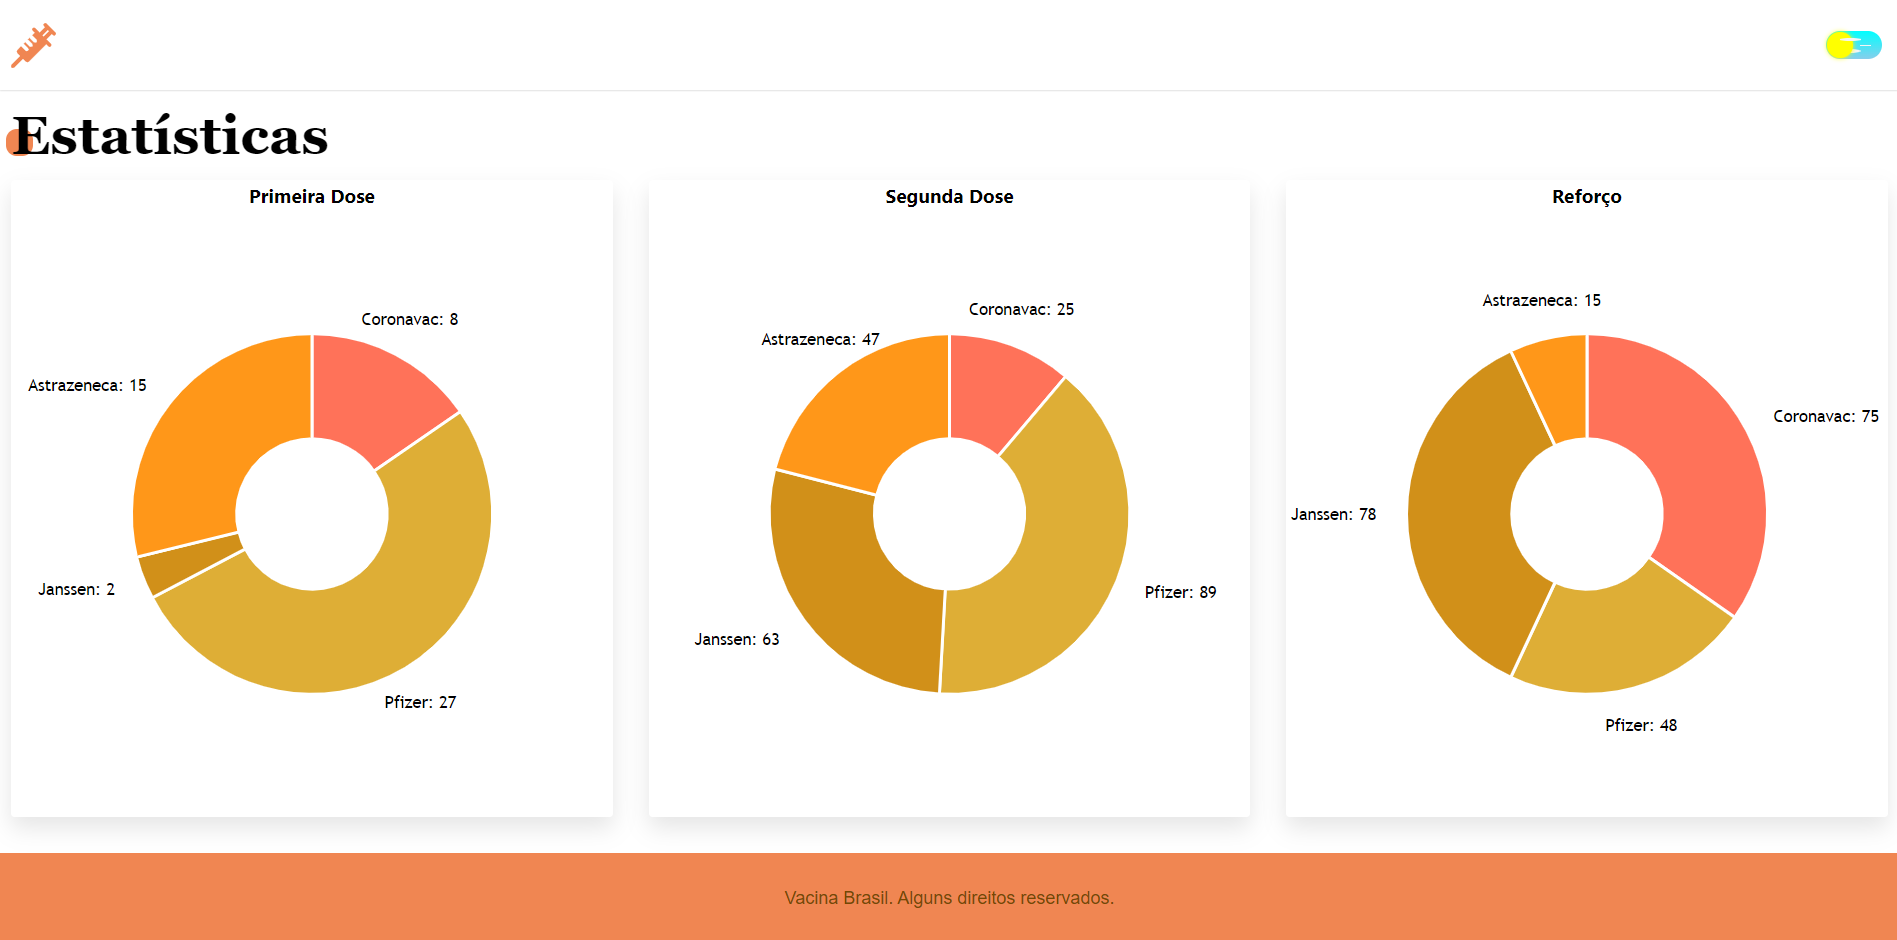 Estatísticas
Primeira Dose
Coronavac: 8
Astrazeneca: 15
Janssen: 2
Pfizer: 27
Segunda Dose
Coronavac: 25
Astrazeneca: 47
Pfizer: 89
Janssen: 63
Reforço
Astrazeneca: 15
Coronavac: 75
Janssen: 78
Pfizer: 48
Vacina Brasil. Alguns direitos reservados.